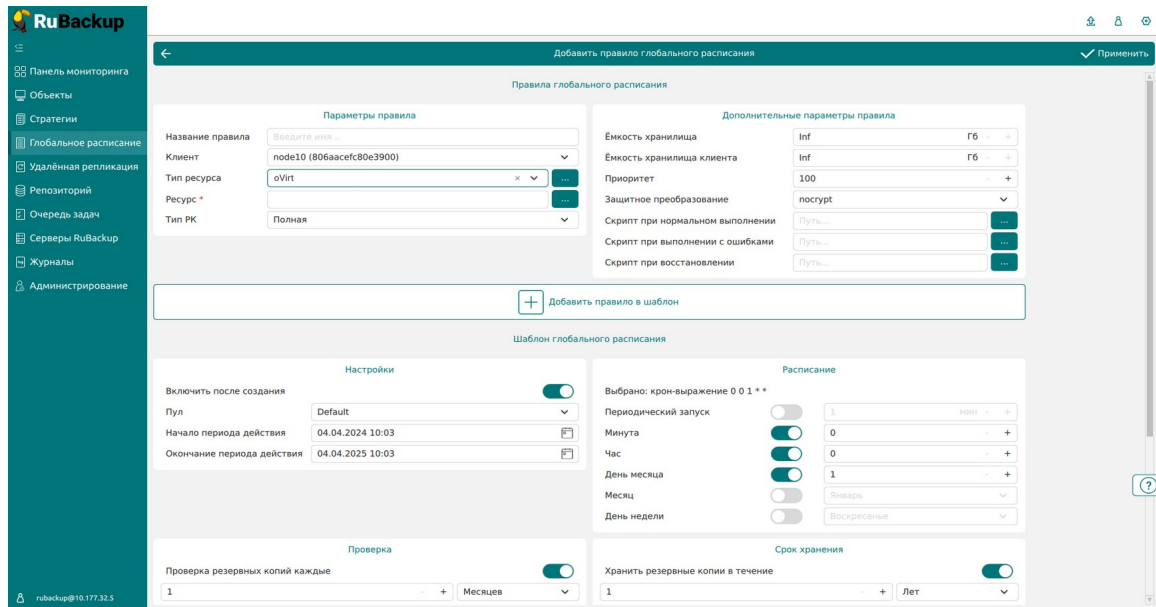 RuBackup
Панель мониторинга
Объекты
Стратегии
Глобальное расписание
Удалённая репликация
Репозиторий
Очередь задач
Серверы RuBackup
Журналы
Администрирование
rubackup@10.177.32.5
Добавить правило глобального расписания
Применить
Правила глобального расписания
Параметры правила
Название правила Введите имя...
Клиент node10 (806aacefc80e3900)
Тип ресурса oVirt × ...
Ресурс * ...
Тип РК Полная
Дополнительные параметры правила
Ёмкость хранилища Inf Гб - +
Ёмкость хранилища клиента Inf Гб - +
Приоритет 100 - +
Защитное преобразование nocrypt
Скрипт при нормальном выполнении Путь... ...
Скрипт при выполнении с ошибками Путь... ...
Скрипт при восстановлении Путь... ...
+ Добавить правило в шаблон
Шаблон глобального расписания
Настройки
Включить после создания
Пул Default
Начало периода действия 04.04.2024 10:03
Окончание периода действия 04.04.2025 10:03
Расписание
Выбрано: крон-выражение 0 0 1 * *
Периодический запуск 1 мин - +
Минута 0 - +
Час 0 - +
День месяца 1 - +
Месяц Январь
День недели Воскресенье
?
Проверка
Проверка резервных копий каждые
1 - + Месяцев
Срок хранения
Хранить резервные копии в течение
1 - + Лет